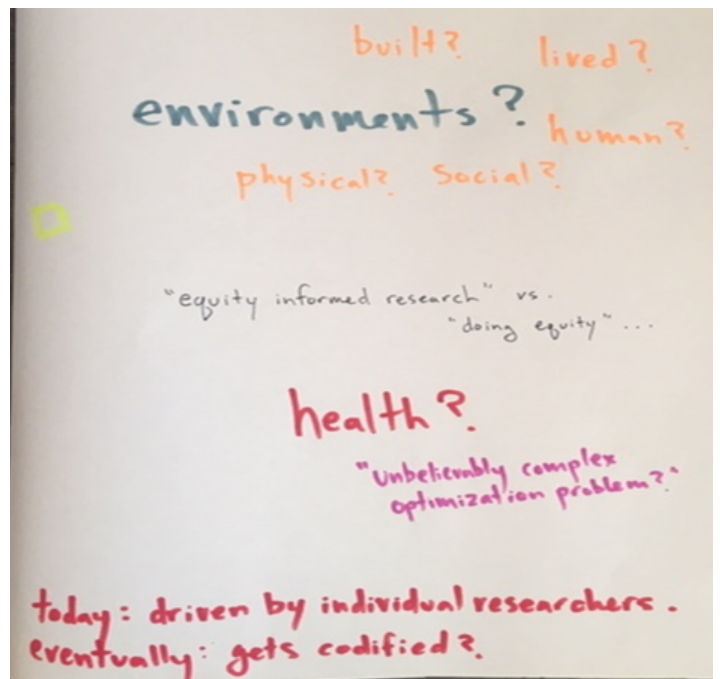 built? lived?
environments?
human?
physical? social?
"equity informed research" vs.
"doing equity"...
health?
"unbelievably complex
optimization problem?"
today: driven by individual researchers.
eventually: gets codified?